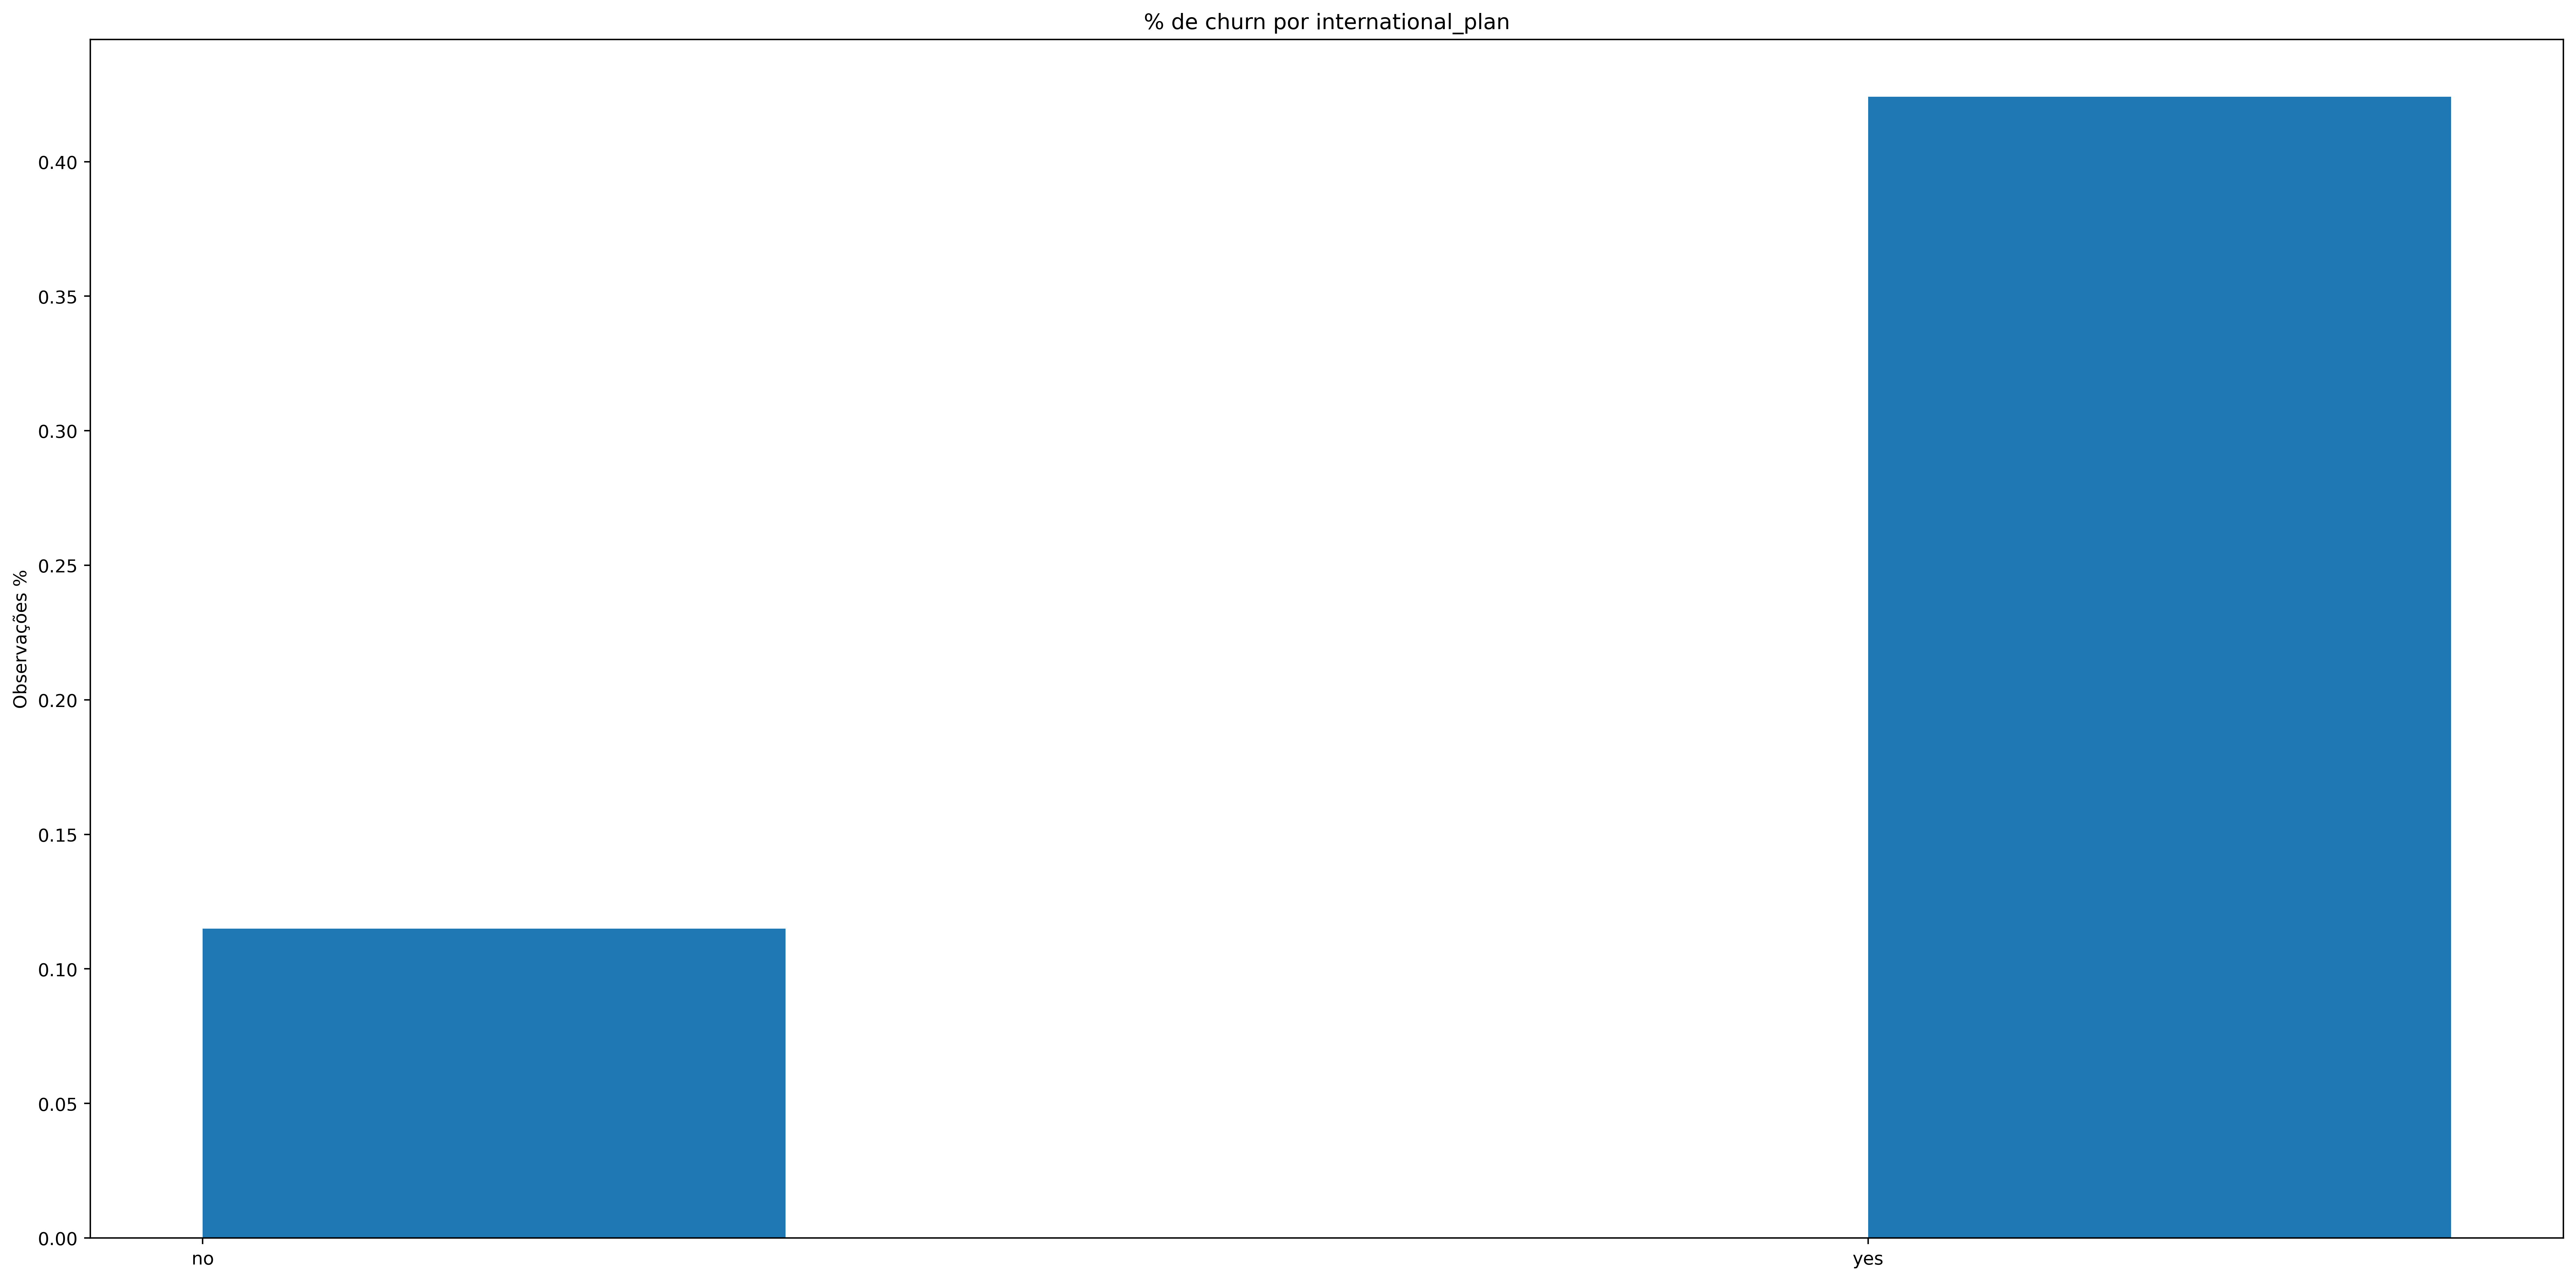 % de churn por international_plan
Observações %
0.40
0.35
0.30
0.25
0.20
0.15
0.10
0.05
0.00
no
yes